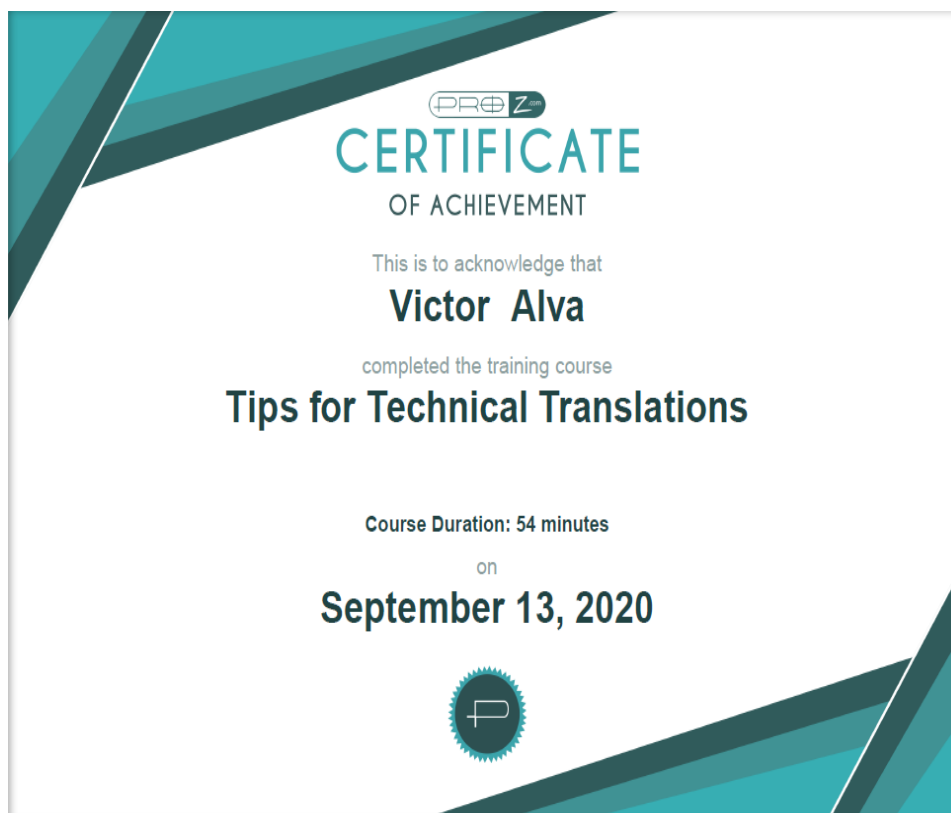 PROZ.com
CERTIFICATE
OF ACHIEVEMENT
This is to acknowledge that
Victor Alva
completed the training course
Tips for Technical Translations
Course Duration: 54 minutes
on
September 13, 2020
P